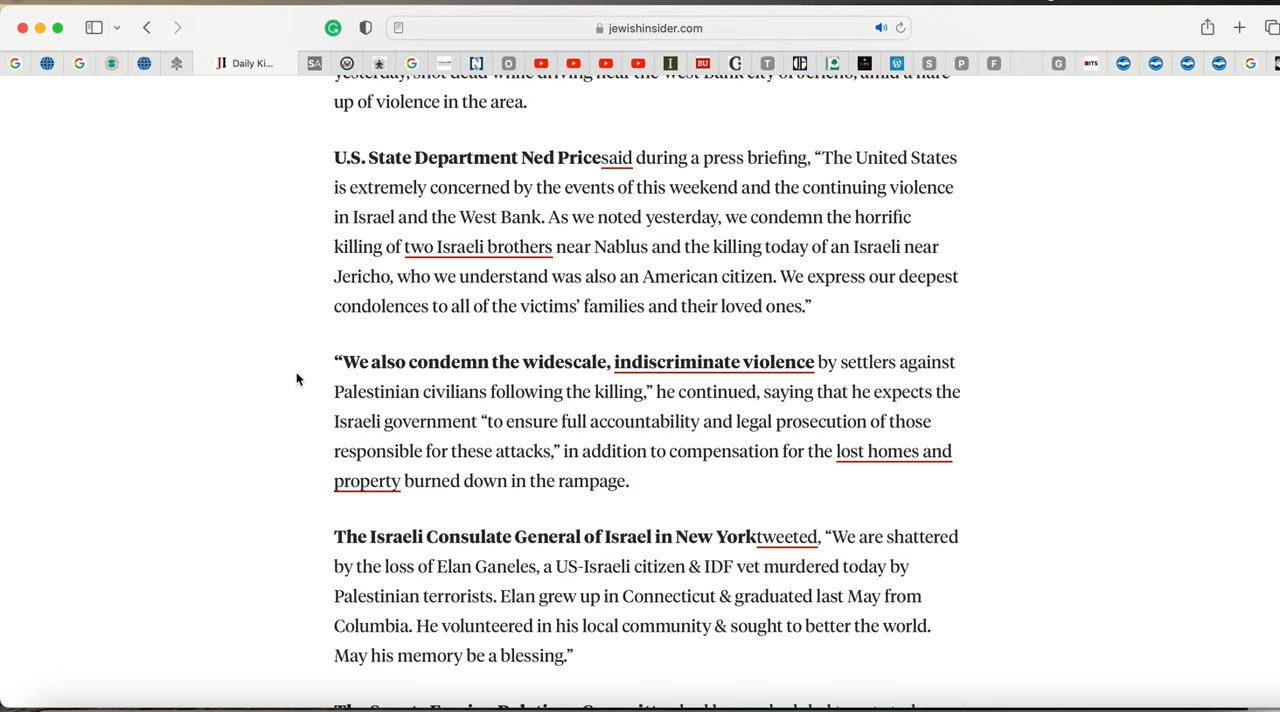 jewishinsider.com
JI Daily Ki...
SA
N
O
I
BU
G
T
W
S
P
F
G
ITS
G
up of violence in the area.
U.S. State Department Ned Pricesaid during a press briefing, “The United States
is extremely concerned by the events of this weekend and the continuing violence
in Israel and the West Bank. As we noted yesterday, we condemn the horrific
killing of two Israeli brothers near Nablus and the killing today of an Israeli near
Jericho, who we understand was also an American citizen. We express our deepest
condolences to all of the victims’ families and their loved ones.”
“We also condemn the widescale, indiscriminate violence by settlers against
Palestinian civilians following the killing,” he continued, saying that he expects the
Israeli government “to ensure full accountability and legal prosecution of those
responsible for these attacks,” in addition to compensation for the lost homes and
property burned down in the rampage.
The Israeli Consulate General of Israel in New Yorktweeted, “We are shattered
by the loss of Elan Ganeles, a US-Israeli citizen & IDF vet murdered today by
Palestinian terrorists. Elan grew up in Connecticut & graduated last May from
Columbia. He volunteered in his local community & sought to better the world.
May his memory be a blessing.”